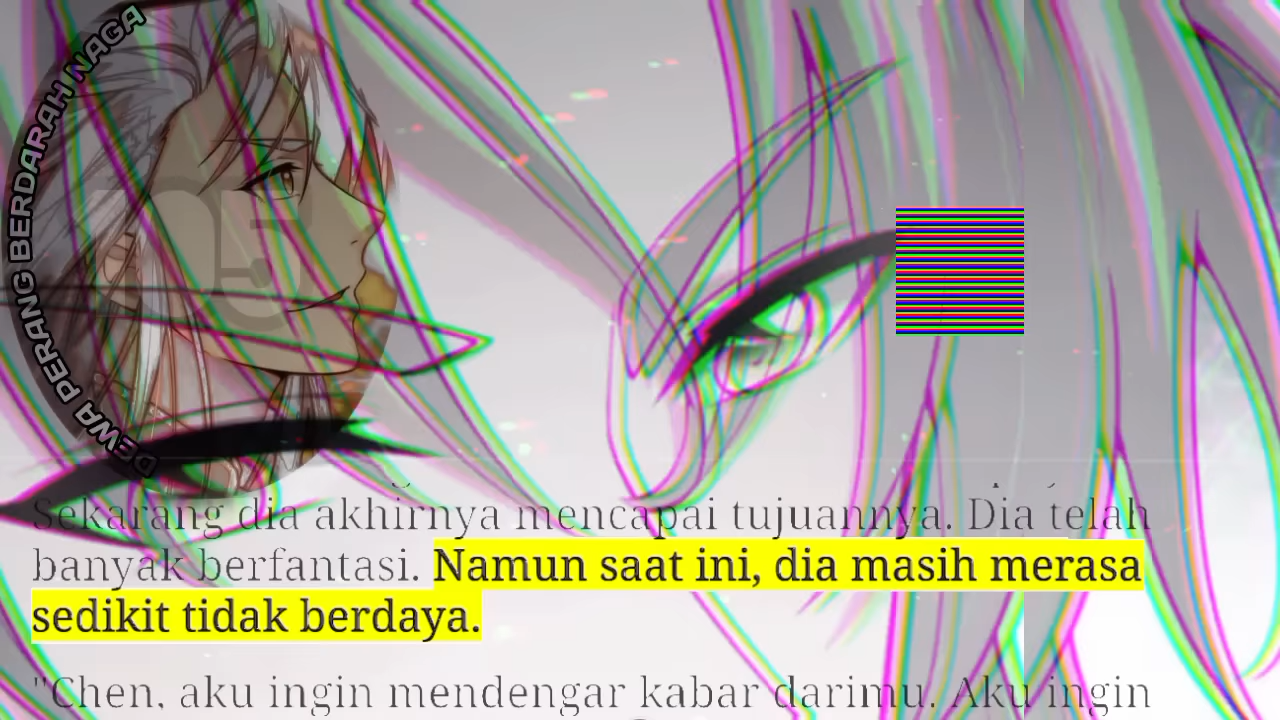 DEWA PERANG BERDARAH NAGA
105
Sekarang dia akhirnya mencapai tujuannya. Dia telah
banyak berfantasi. Namun saat ini, dia masih merasa
sedikit tidak berdaya.
"Chen, aku ingin mendengar kabar darimu. Aku ingin